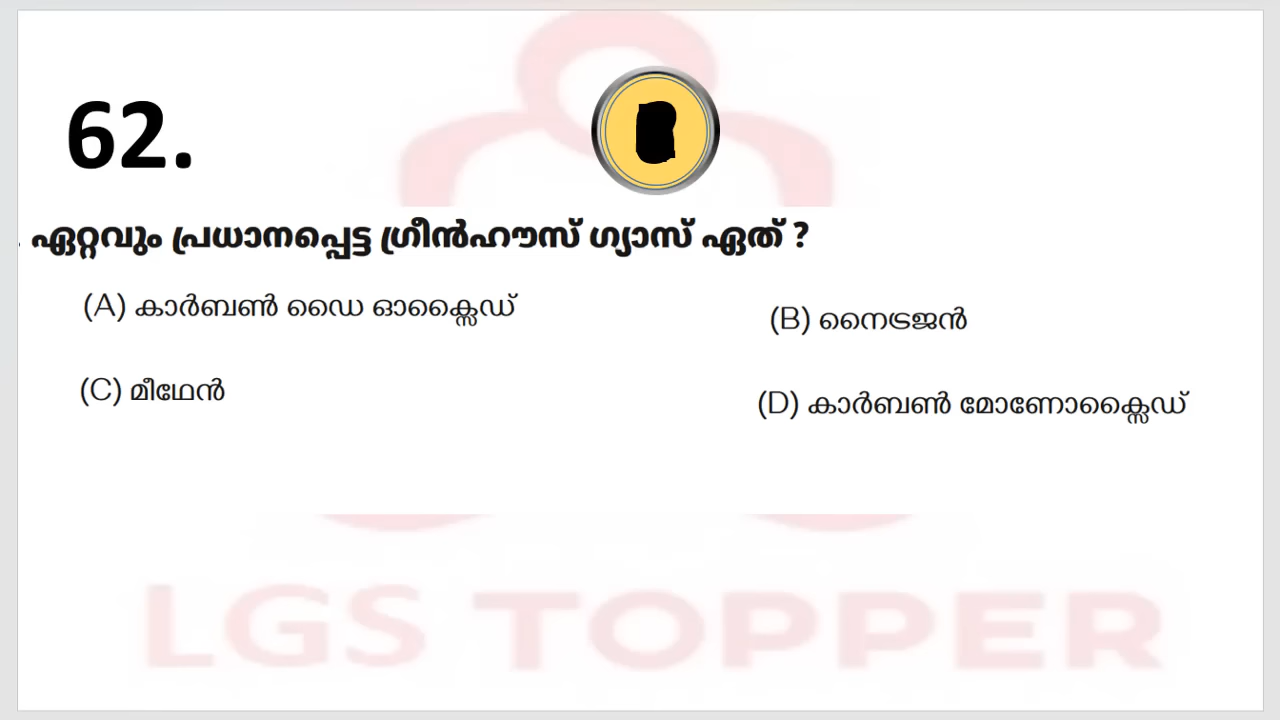 62.
. ഏറ്റവും പ്രധാനപ്പെട്ട ഗ്രീൻഹൗസ് ഗ്യാസ് ഏത് ?
(A) കാർബൺ ഡൈ ഓക്സൈഡ്
(B) നൈട്രജൻ
(C) മീഥേൻ
(D) കാർബൺ മോണോക്സൈഡ്
LGS TOPPER